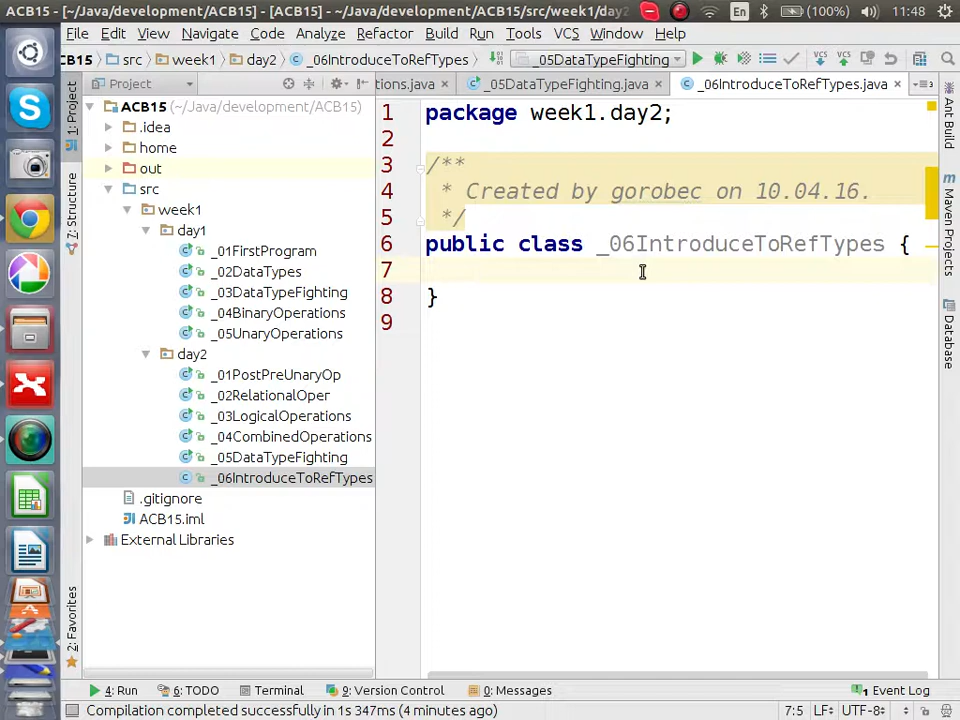 ACB15 - [~/Java/development/ACB15] - [ACB15] - [~/Java/development/ACB15/src/week1/day2
En
(100%)
11:48
File Edit View Navigate Code Analyze Refactor Build Run Tools VCS Window Help
CB15 src week1 day2 _06IntroduceToRefTypes
_05DataTypeFighting
VCS VCS
Project
tions.java
_05DataTypeFighting.java
_06IntroduceToRefTypes.java
1: Project
Structure
2: Favorites
Ant Build
Maven Projects
Database
ACB15 (~/Java/development/ACB15)
.idea
home
out
src
week1
day1
_01FirstProgram
_02DataTypes
_03DataTypeFighting
_04BinaryOperations
_05UnaryOperations
day2
_01PostPreUnaryOp
_02RelationalOper
_03LogicalOperations
_04CombinedOperations
_05DataTypeFighting
_06IntroduceToRefTypes
.gitignore
ACB15.iml
External Libraries
1 package week1.day2;
2
3 /**
4 * Created by gorobec on 10.04.16.
5 */
6 public class _06IntroduceToRefTypes {
7
8 }
9
4: Run 6: TODO Terminal 9: Version Control 0: Messages
1 Event Log
Compilation completed successfully in 1s 347ms (4 minutes ago)
7:5 LF UTF-8